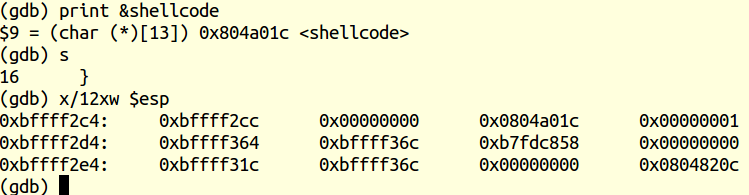 (gdb) print &shellcode
$9 = (char (*)[13]) 0x804a01c <shellcode>
(gdb) s
16 }
(gdb) x/12xw $esp
0xbffff2c4: 0xbffff2cc 0x00000000 0x0804a01c 0x00000001
0xbffff2d4: 0xbffff364 0xbffff36c 0xb7fdc858 0x00000000
0xbffff2e4: 0xbffff31c 0xbffff36c 0x00000000 0x0804820c
(gdb)